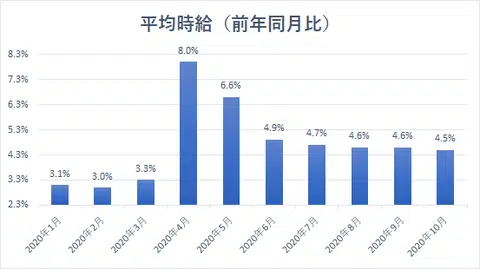 平均時給（前年同月比）
8.3%
7.3%
6.3%
5.3%
4.3%
3.3%
2.3%
3.1%
3.0%
3.3%
8.0%
6.6%
4.9%
4.7%
4.6%
4.6%
4.5%
2020年1月
2020年2月
2020年3月
2020年4月
2020年5月
2020年6月
2020年7月
2020年8月
2020年9月
2020年10月